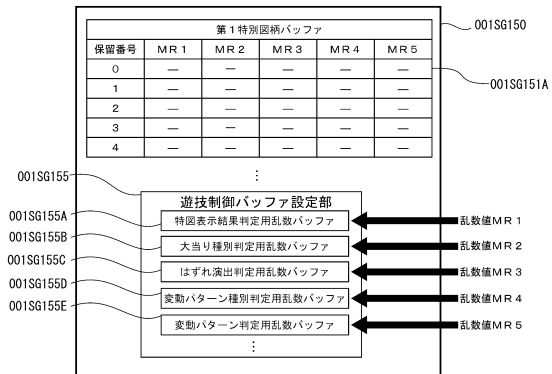 001SG150
第1特別図柄バッファ
保留番号 MR1 MR2 MR3 MR4 MR5
0 ― ― ― ― ―
1 ― ― ― ― ―
2 ― ― ― ― ―
3 ― ― ― ― ―
4 ― ― ― ― ―
001SG151A
⋮
001SG155
遊技制御バッファ設定部
001SG155A 特図表示結果判定用乱数バッファ 乱数値MR1
001SG155B 大当り種別判定用乱数バッファ 乱数値MR2
001SG155C はずれ演出判定用乱数バッファ 乱数値MR3
001SG155D 変動パターン種別判定用乱数バッファ 乱数値MR4
001SG155E 変動パターン判定用乱数バッファ 乱数値MR5
⋮